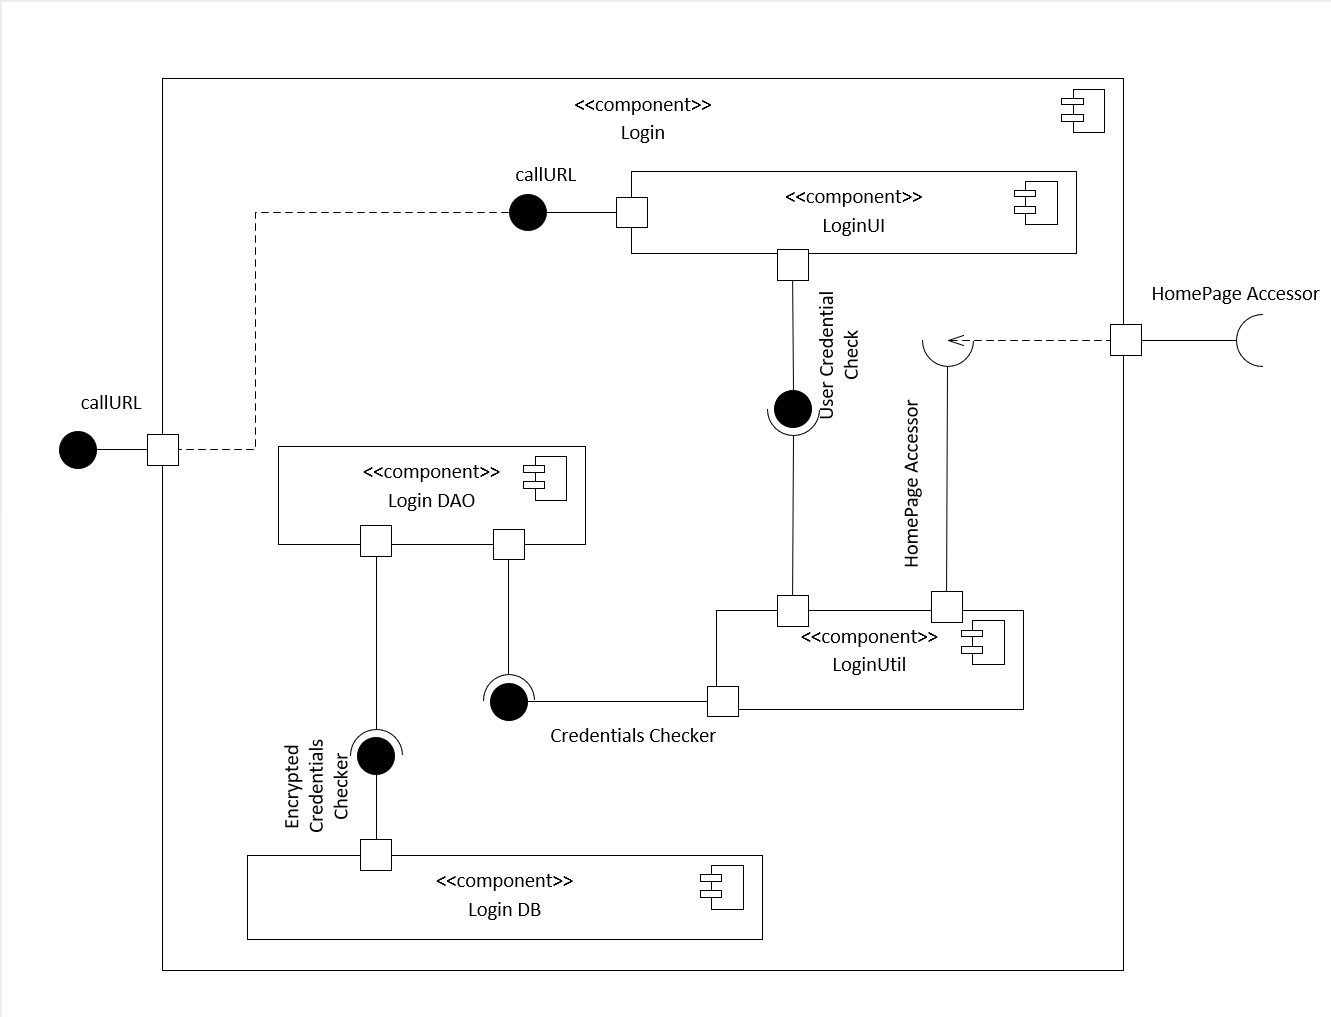 <<component>>
Login
callURL
<<component>>
LoginUI
HomePage Accessor
User Credential
Check
callURL
HomePage Accessor
<<component>>
Login DAO
<<component>>
LoginUtil
Credentials Checker
Encrypted
Credentials
Checker
<<component>>
Login DB